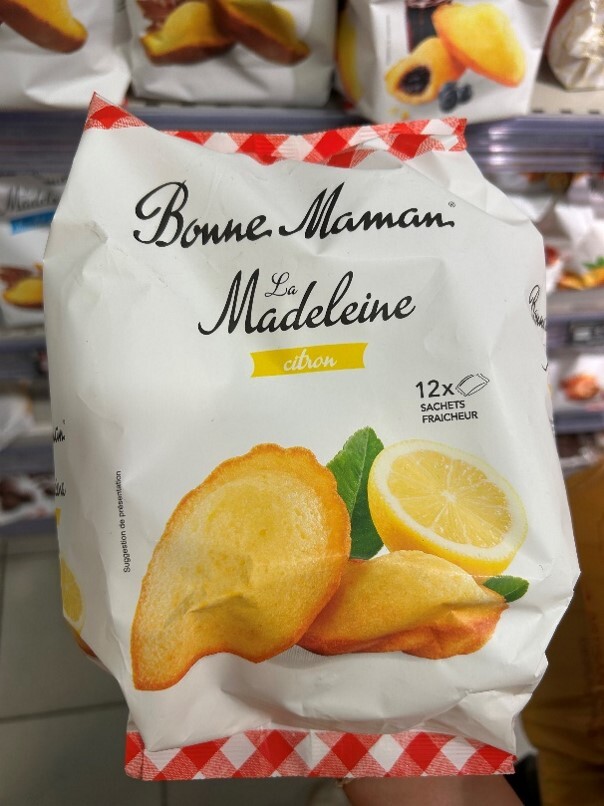 Bonne Maman®
La
Madeleine
citron
12x
SACHETS
FRAICHEUR
Suggestion de présentation